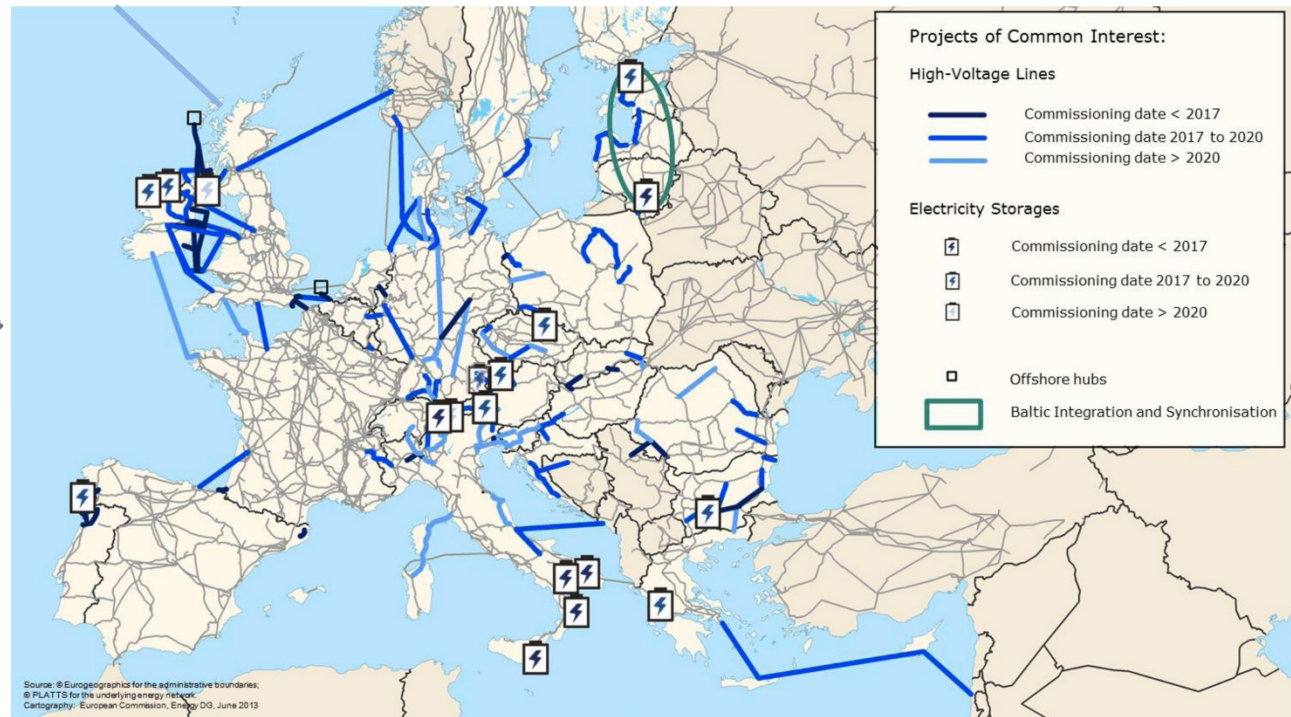 Projects of Common Interest:
High-Voltage Lines
Commissioning date < 2017
Commissioning date 2017 to 2020
Commissioning date > 2020
Electricity Storages
Commissioning date < 2017
Commissioning date 2017 to 2020
Commissioning date > 2020
Offshore hubs
Baltic Integration and Synchronisation
Source: © Eurogeographics for the administrative boundaries;
© PLATTS for the underlying energy network.
Cartography: European Commission, Energy DG, June 2013